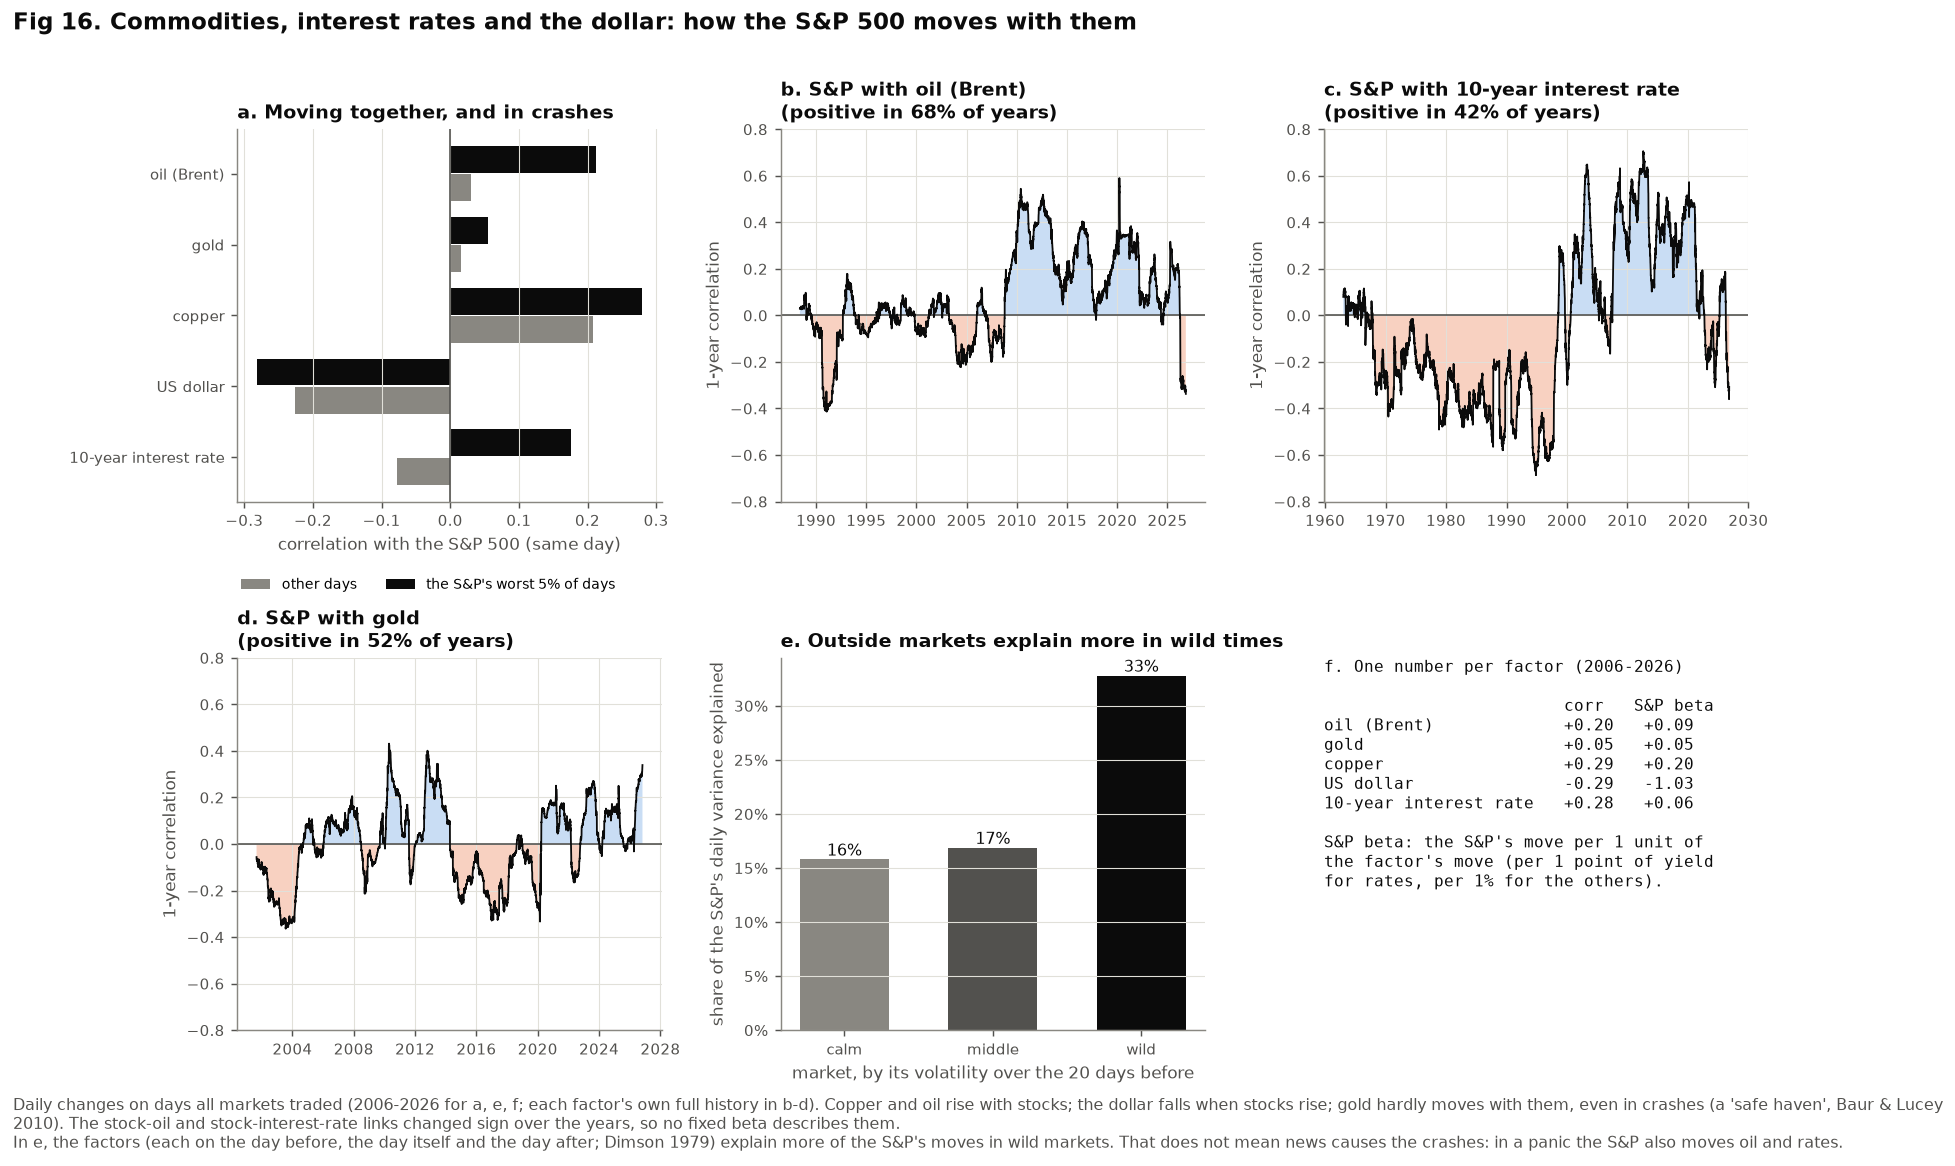 Fig 16. Commodities, interest rates and the dollar: how the S&P 500 moves with them
a. Moving together, and in crashes
oil (Brent)
gold
copper
US dollar
10-year interest rate
−0.3 −0.2 −0.1 0.0 0.1 0.2 0.3
correlation with the S&P 500 (same day)
other days the S&P's worst 5% of days
b. S&P with oil (Brent)
(positive in 68% of years)
1-year correlation
0.8
0.6
0.4
0.2
0.0
−0.2
−0.4
−0.6
−0.8
1990 1995 2000 2005 2010 2015 2020 2025
c. S&P with 10-year interest rate
(positive in 42% of years)
1-year correlation
0.8
0.6
0.4
0.2
0.0
−0.2
−0.4
−0.6
−0.8
1960 1970 1980 1990 2000 2010 2020 2030
d. S&P with gold
(positive in 52% of years)
1-year correlation
0.8
0.6
0.4
0.2
0.0
−0.2
−0.4
−0.6
−0.8
2004 2008 2012 2016 2020 2024 2028
e. Outside markets explain more in wild times
share of the S&P's daily variance explained
30%
25%
20%
15%
10%
5%
0%
16%
17%
33%
calm middle wild
market, by its volatility over the 20 days before
f. One number per factor (2006-2026)
corr S&P beta
oil (Brent) +0.20 +0.09
gold +0.05 +0.05
copper +0.29 +0.20
US dollar -0.29 -1.03
10-year interest rate +0.28 +0.06
S&P beta: the S&P's move per 1 unit of
the factor's move (per 1 point of yield
for rates, per 1% for the others).
Daily changes on days all markets traded (2006-2026 for a, e, f; each factor's own full history in b-d). Copper and oil rise with stocks; the dollar falls when stocks rise; gold hardly moves with them, even in crashes (a 'safe haven', Baur & Lucey
2010). The stock-oil and stock-interest-rate links changed sign over the years, so no fixed beta describes them.
In e, the factors (each on the day before, the day itself and the day after; Dimson 1979) explain more of the S&P's moves in wild markets. That does not mean news causes the crashes: in a panic the S&P also moves oil and rates.